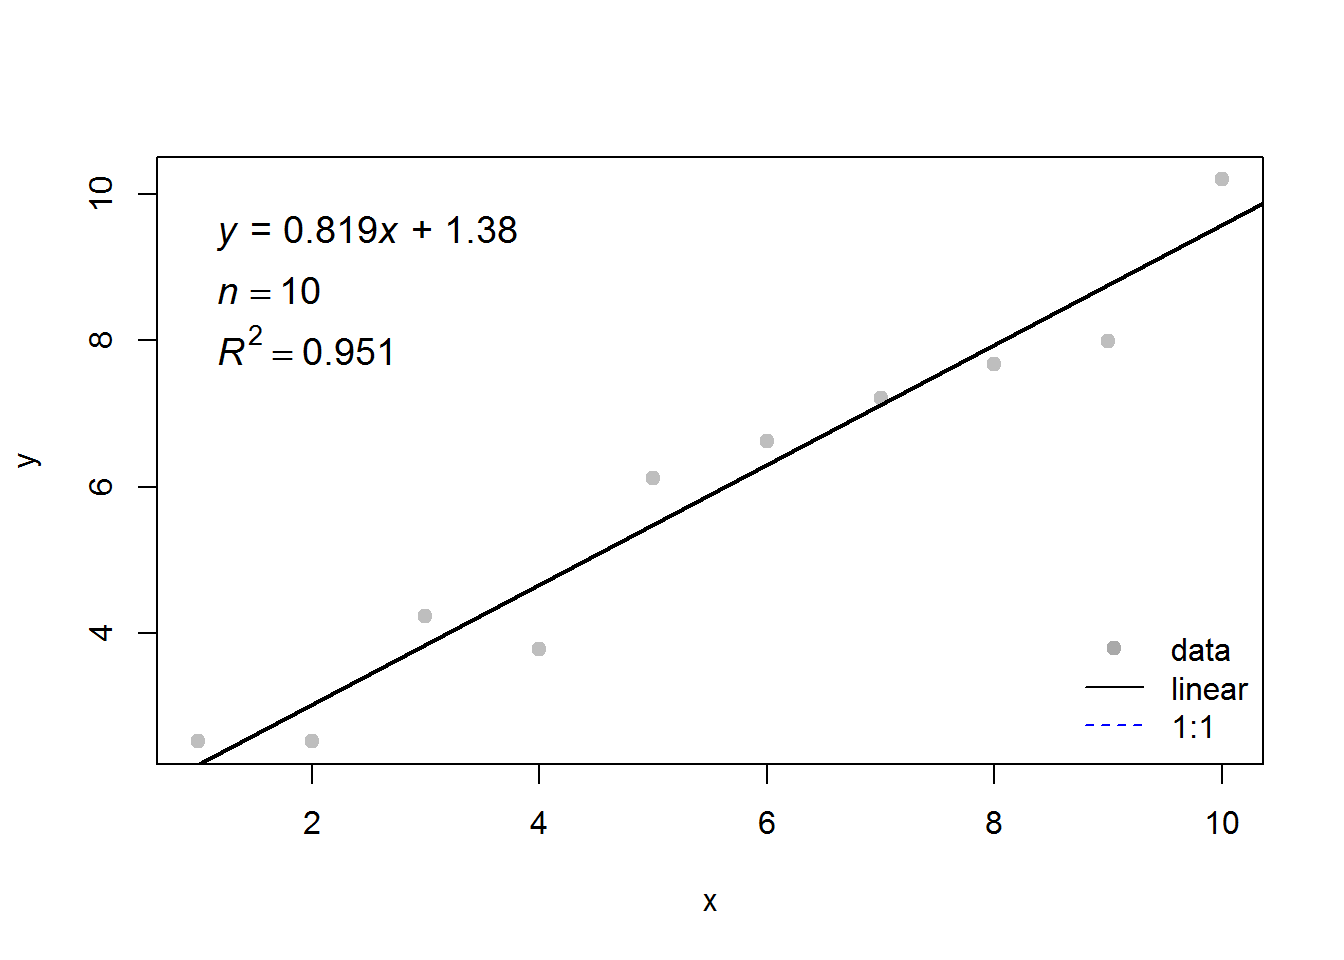 y = 0.819x + 1.38
n = 10
R² = 0.951
10
8
6
4
y
data
linear
1:1
2 4 6 8 10
x